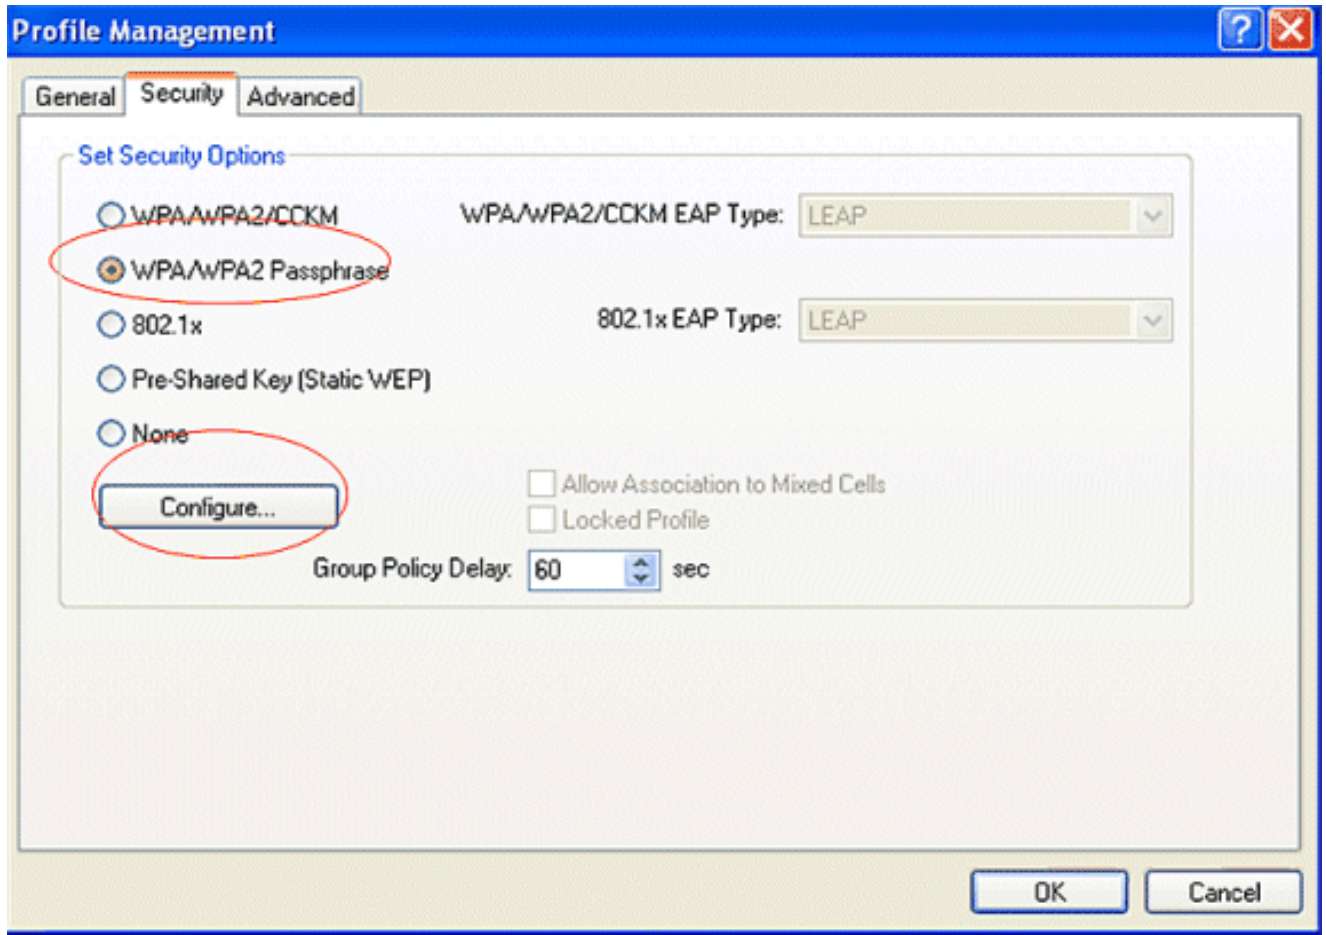 Profile Management
General Security Advanced
Set Security Options
WPA/WPA2/CCKM WPA/WPA2/CCKM EAP Type: LEAP
WPA/WPA2 Passphrase
802.1x 802.1x EAP Type: LEAP
Pre-Shared Key (Static WEP)
None
Allow Association to Mixed Cells
Configure...
Locked Profile
Group Policy Delay: 60 sec
OK Cancel